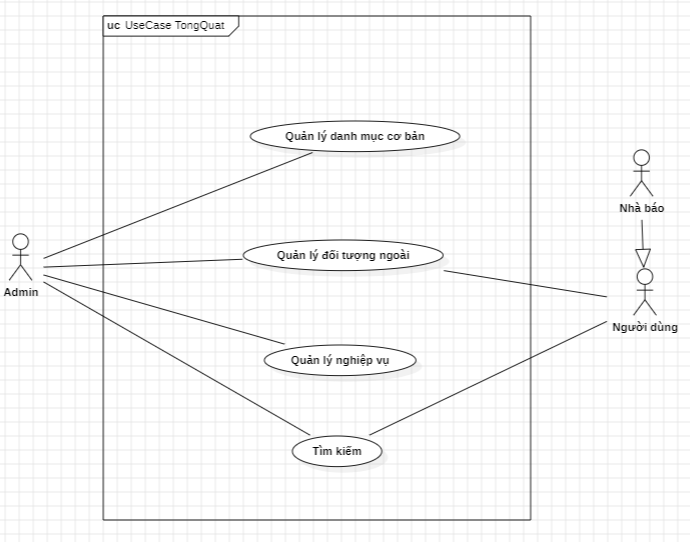 uc UseCase TongQuat
Quản lý danh mục cơ bản
Nhà báo
Quản lý đối tượng ngoài
Admin
Người dùng
Quản lý nghiệp vụ
Tìm kiếm